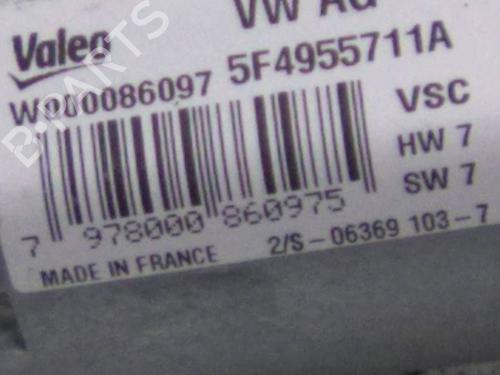 Valeo
VW AG
W000086097 5F4955711A
VSC
HW 7
SW 7
7 978000 860975
2/S-06369 103-7
MADE IN FRANCE